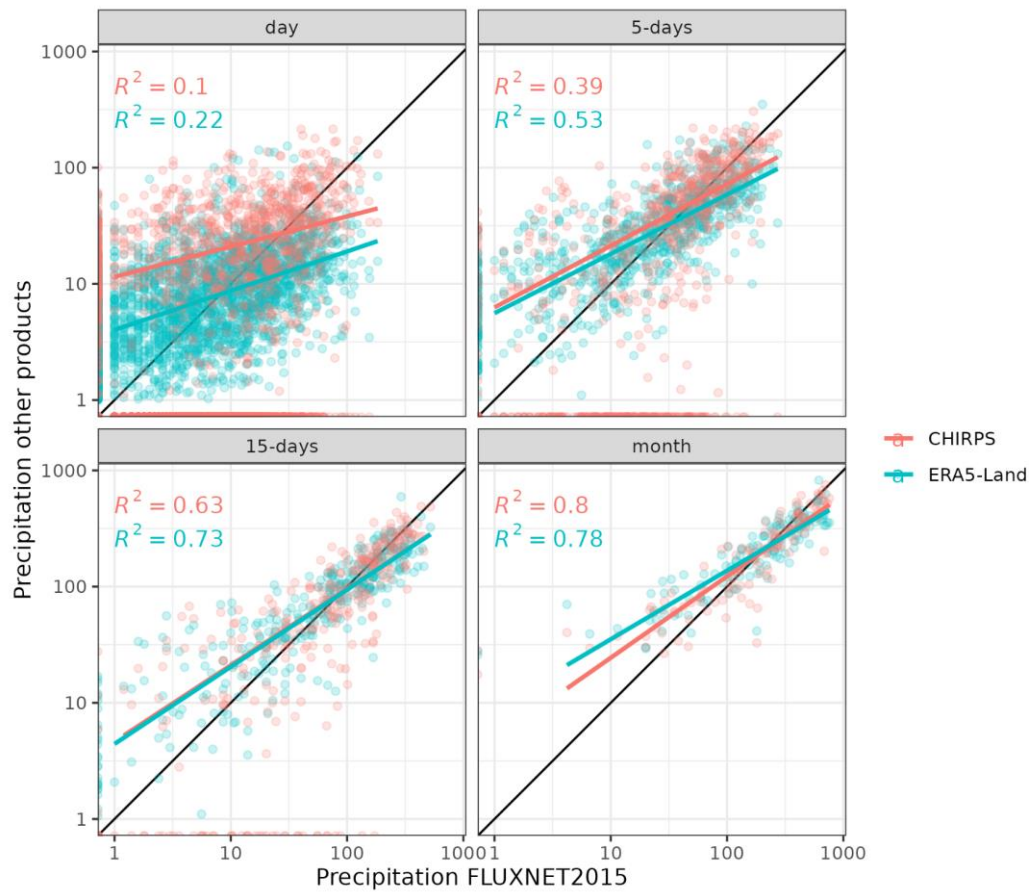 day
5-days
1000
100
10
1
R² = 0.1
R² = 0.22
R² = 0.39
R² = 0.53
15-days
month
1000
100
10
1
R² = 0.63
R² = 0.73
R² = 0.8
R² = 0.78
1 10 100 1000
1 10 100 1000
Precipitation other products
Precipitation FLUXNET2015
a CHIRPS
a ERA5-Land